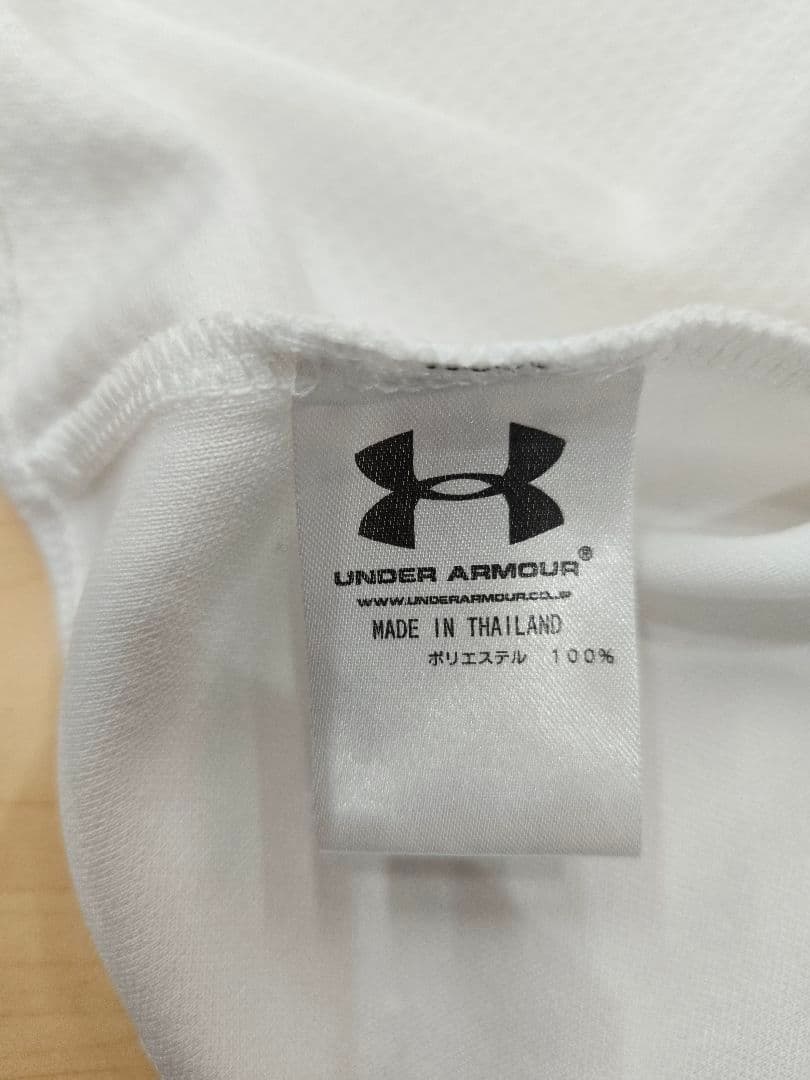 UNDER ARMOUR®
WWW.UNDERARMOUR.CO.JP
MADE IN THAILAND
ポリエステル 100%